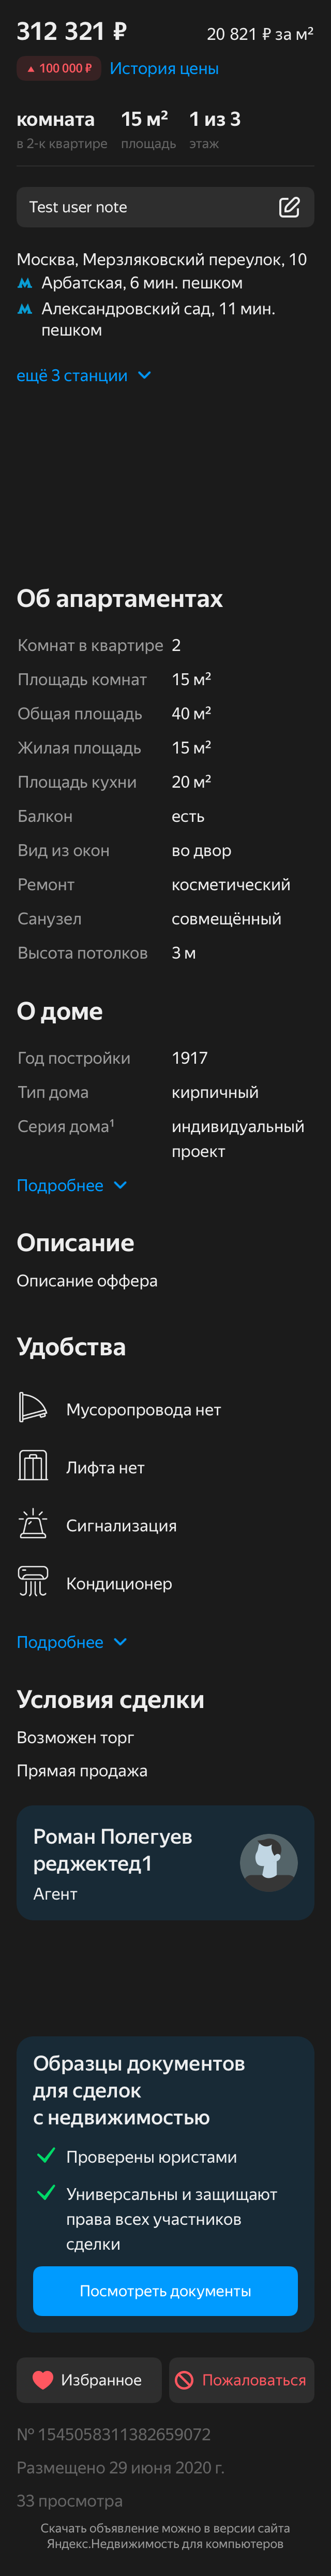 312 321 ₽
20 821 ₽ за м²
100 000 ₽ История цены
комната 15 м² 1 из 3
в 2-к квартире площадь этаж
Test user note
Москва, Мерзляковский переулок, 10
Арбатская, 6 мин. пешком
Александровский сад, 11 мин.
пешком
ещё 3 станции
Об апартаментах
Комнат в квартире 2
Площадь комнат 15 м²
Общая площадь 40 м²
Жилая площадь 15 м²
Площадь кухни 20 м²
Балкон есть
Вид из окон во двор
Ремонт косметический
Санузел совмещённый
Высота потолков 3 м
О доме
Год постройки 1917
Тип дома кирпичный
Серия дома¹ индивидуальный
проект
Подробнее
Описание
Описание оффера
Удобства
Мусоропровода нет
Лифта нет
Сигнализация
Кондиционер
Подробнее
Условия сделки
Возможен торг
Прямая продажа
Роман Полегуев
реджектед1
Агент
Образцы документов
для сделок
с недвижимостью
Проверены юристами
Универсальны и защищают
права всех участников
сделки
Посмотреть документы
Избранное
Пожаловаться
№ 1545058311382659072
Размещено 29 июня 2020 г.
33 просмотра
Скачать объявление можно в версии сайта
Яндекс.Недвижимость для компьютеров